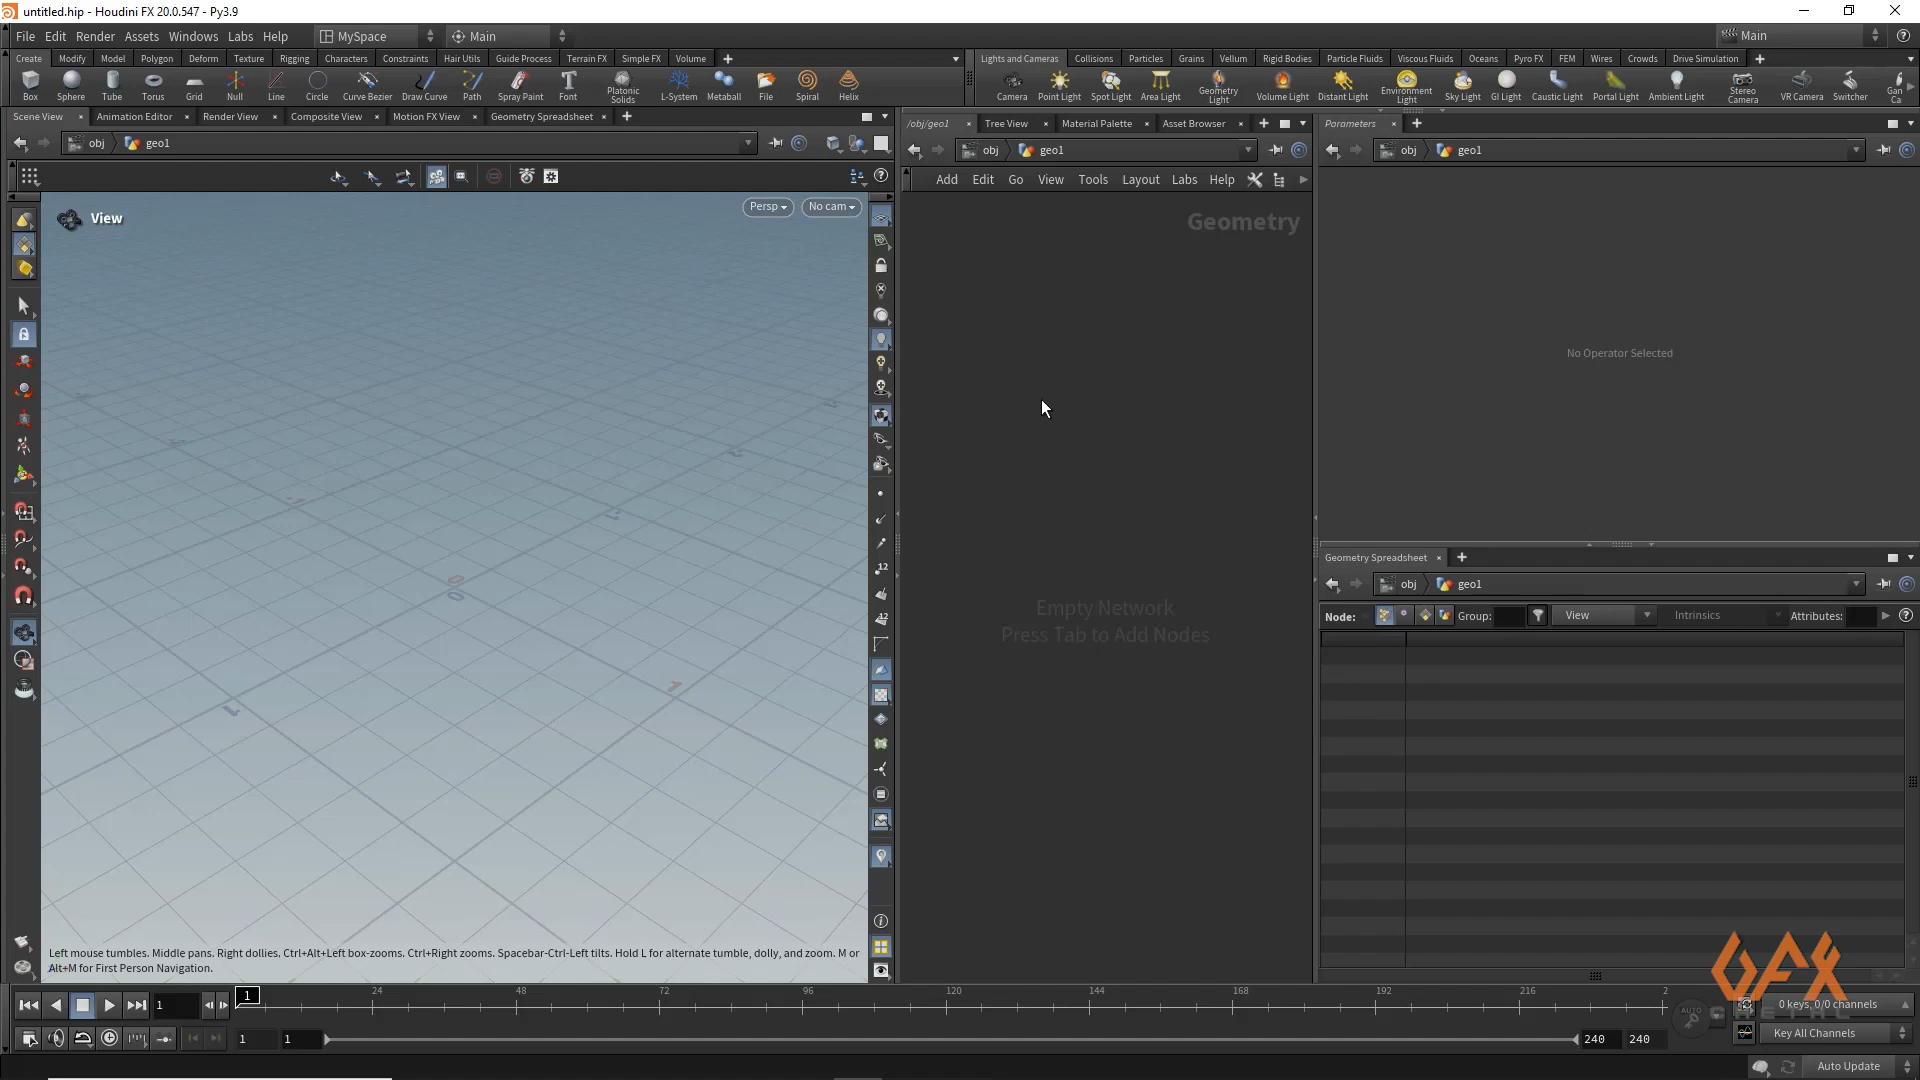 untitled.hip - Houdini FX 20.0.547 - Py3.9
File Edit Render Assets Windows Labs Help MySpace Main Main
Create Modify Model Polygon Deform Texture Rigging Characters Constraints Hair Utils Guide Process Terrain FX Simple FX Volume
Lights and Cameras Collisions Particles Grains Vellum Rigid Bodies Particle Fluids Viscous Fluids Oceans Pyro FX FEM Wires Crowds Drive Simulation
Box Sphere Tube Torus Grid Null Line Circle Curve Bezier Draw Curve Path Spray Paint Font Platonic Solids L-System Metaball File Spiral Helix
Camera Point Light Spot Light Area Light Geometry Light Volume Light Distant Light Environment Light Sky Light GI Light Caustic Light Portal Light Ambient Light Stereo Camera VR Camera Switcher Gan Ca
Scene View Animation Editor Render View Composite View Motion FX View Geometry Spreadsheet
obj geo1
View
Persp No cam
Left mouse tumbles. Middle pans. Right dollies. Ctrl+Alt+Left box-zooms. Ctrl+Right zooms. Spacebar-Ctrl-Left tilts. Hold L for alternate tumble, dolly, and zoom. M or
Alt+M for First Person Navigation.
/obj/geo1 Tree View Material Palette Asset Browser
obj geo1
Add Edit Go View Tools Layout Labs Help
Geometry
Empty Network
Press Tab to Add Nodes
Parameters
obj geo1
No Operator Selected
Geometry Spreadsheet
obj geo1
Node: Group: View Intrinsics Attributes:
1 1 24 48 72 96 120 144 168 192 216 2
0 keys, 0/0 channels
1 1 240 240
Key All Channels
Auto Update
GFX